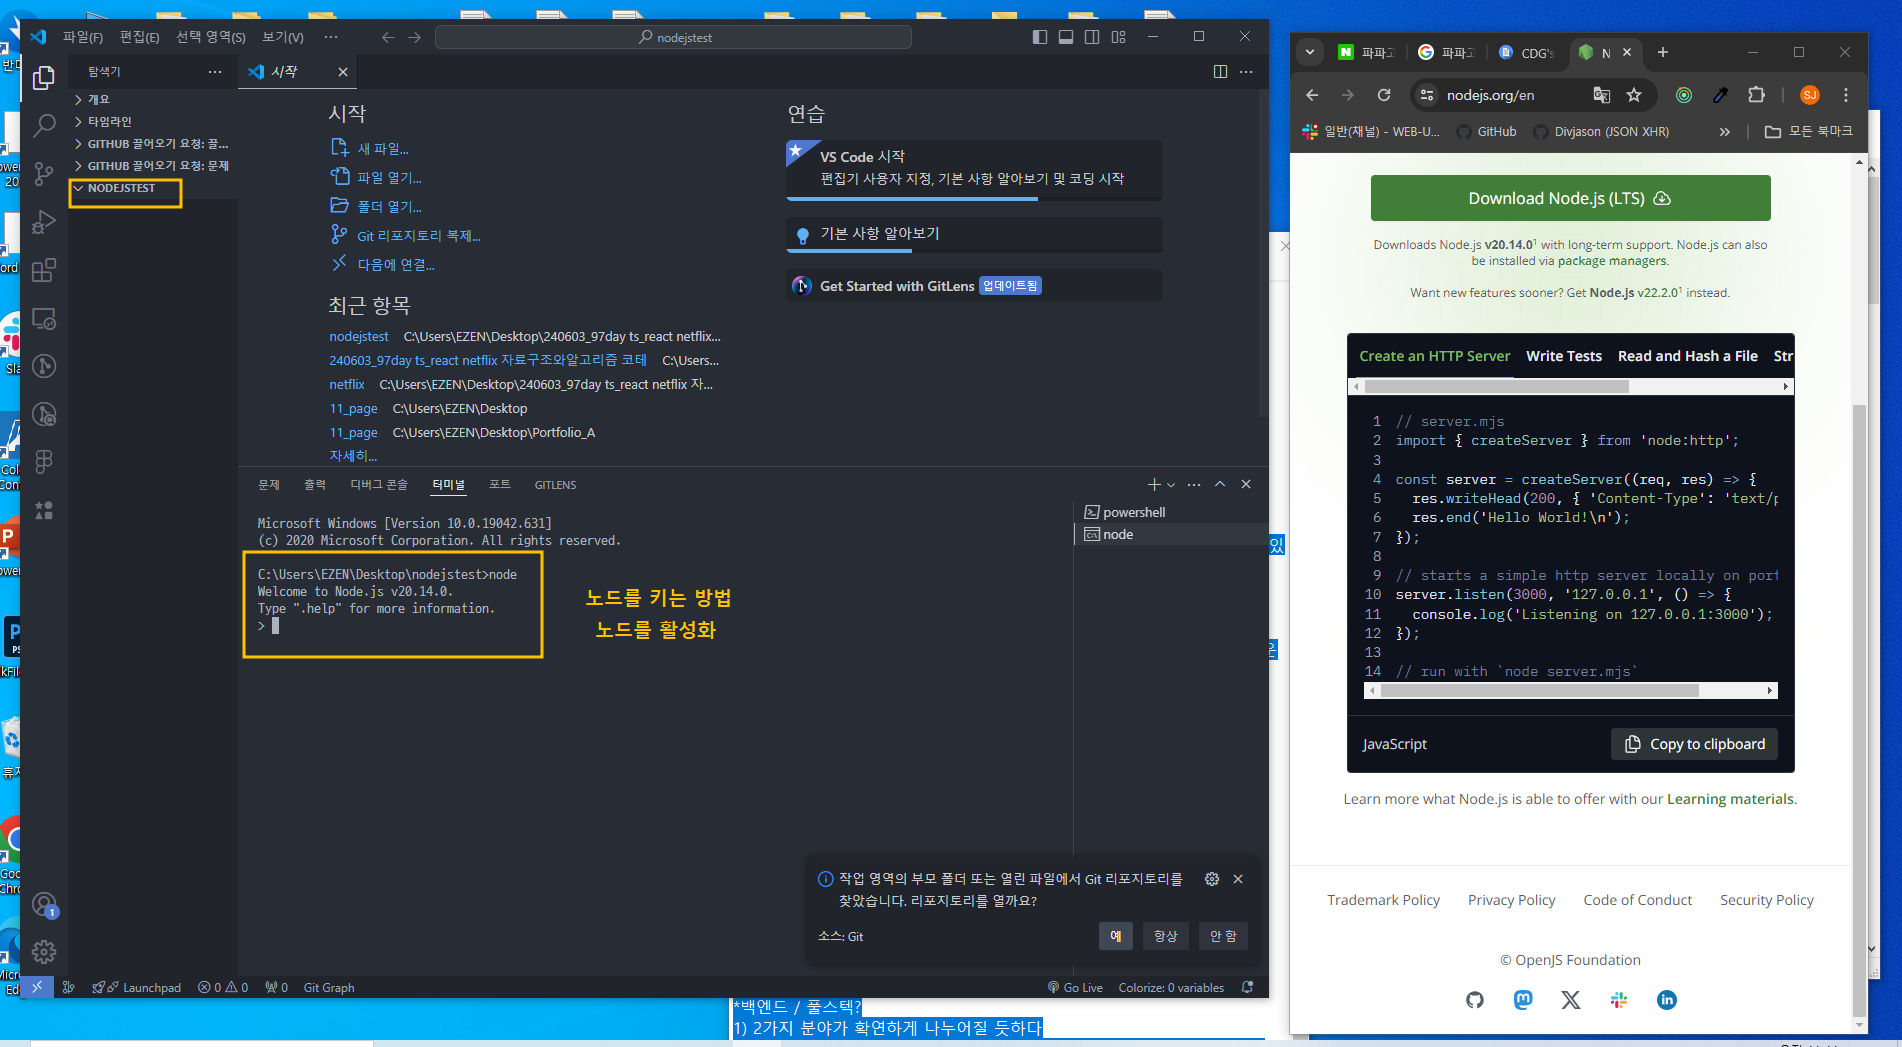 파일(F) 편집(E) 선택 영역(S) 보기(V) ··· nodejstest
탐색기
개요
타임라인
GITHUB 끌어오기 요청: 끌...
GITHUB 끌어오기 요청: 문제
NODEJSTEST
시작
시작
새 파일...
파일 열기...
폴더 열기...
Git 리포지토리 복제...
다음에 연결...
최근 항목
nodejstest C:\Users\EZEN\Desktop\240603_97day ts_react netflix...
240603_97day ts_react netflix 자료구조와알고리즘 코테 C:\Users...
netflix C:\Users\EZEN\Desktop\240603_97day ts_react netflix 자...
11_page C:\Users\EZEN\Desktop
11_page C:\Users\EZEN\Desktop\Portfolio_A
자세히...
연습
VS Code 시작
편집기 사용자 지정, 기본 사항 알아보기 및 코딩 시작
기본 사항 알아보기
Get Started with GitLens 업데이트됨
문제 출력 디버그 콘솔 터미널 포트 GITLENS
Microsoft Windows [Version 10.0.19042.631]
(c) 2020 Microsoft Corporation. All rights reserved.
C:\Users\EZEN\Desktop\nodejstest>node
Welcome to Node.js v20.14.0.
Type ".help" for more information.
>
노드를 키는 방법
노드를 활성화
powershell
node
작업 영역의 부모 폴더 또는 열린 파일에서 Git 리포지토리를
찾았습니다. 리포지토리를 열까요?
소스: Git 예 항상 안 함
1
Launchpad 0 0 0 Git Graph Go Live Colorize: 0 variables
*백엔드 / 풀스텍?
1) 2가지 분야가 확연하게 나누어질 듯하다
파파고 파파고 CDG's N
nodejs.org/en SJ
일반(채널) - WEB-U... GitHub Divjason (JSON XHR) » 모든 북마크
Download Node.js (LTS)
Downloads Node.js v20.14.0¹ with long-term support. Node.js can also
be installed via package managers.
Want new features sooner? Get Node.js v22.2.0¹ instead.
Create an HTTP Server Write Tests Read and Hash a File Str
1 // server.mjs
2 import { createServer } from 'node:http';
3
4 const server = createServer((req, res) => {
5 res.writeHead(200, { 'Content-Type': 'text/p
6 res.end('Hello World!\n');
7 });
8
9 // starts a simple http server locally on port
10 server.listen(3000, '127.0.0.1', () => {
11 console.log('Listening on 127.0.0.1:3000');
12 });
13
14 // run with `node server.mjs`
JavaScript Copy to clipboard
Learn more what Node.js is able to offer with our Learning materials.
Trademark Policy Privacy Policy Code of Conduct Security Policy
© OpenJS Foundation